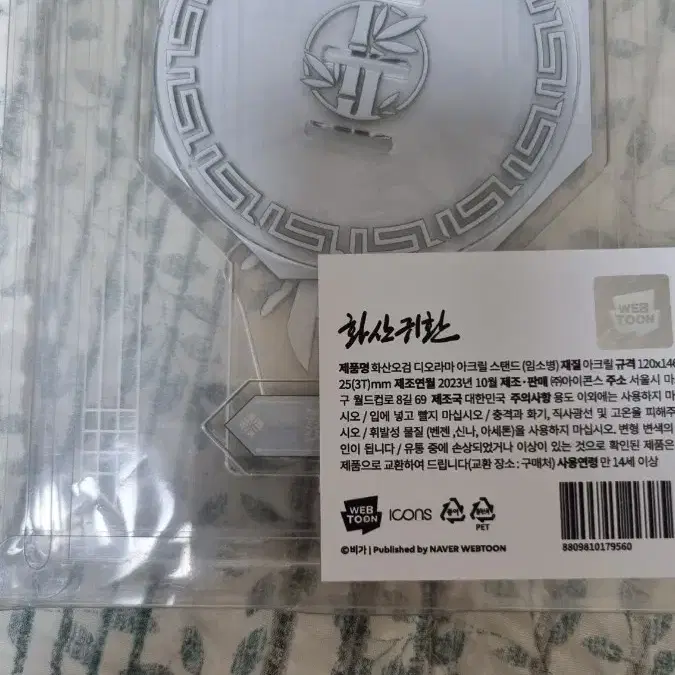 화산귀환
WEB
TOON
제품명 화산오검 디오라마 아크릴 스탠드 (임소병) 재질 아크릴 규격 120x146
25(3T)mm 제조연월 2023년 10월 제조·판매 ㈜아이콘스 주소 서울시 마
구 월드컵로 8길 69 제조국 대한민국 주의사항 용도 이외에는 사용하지 마
시오 / 입에 넣고 빨지 마십시오 / 충격과 화기, 직사광선 및 고온을 피해주
시오 / 휘발성 물질 (벤젠 ,신나, 아세톤)을 사용하지 마십시오. 변형 변색의
인이 됩니다 / 유통 중에 손상되었거나 이상이 있는 것으로 확인된 제품은
제품으로 교환하여 드립니다(교환 장소 : 구매처) 사용연령 만 14세 이상
WEB
TOON
ICONS
종이
PET
©비가 | Published by NAVER WEBTOON
8809810179560